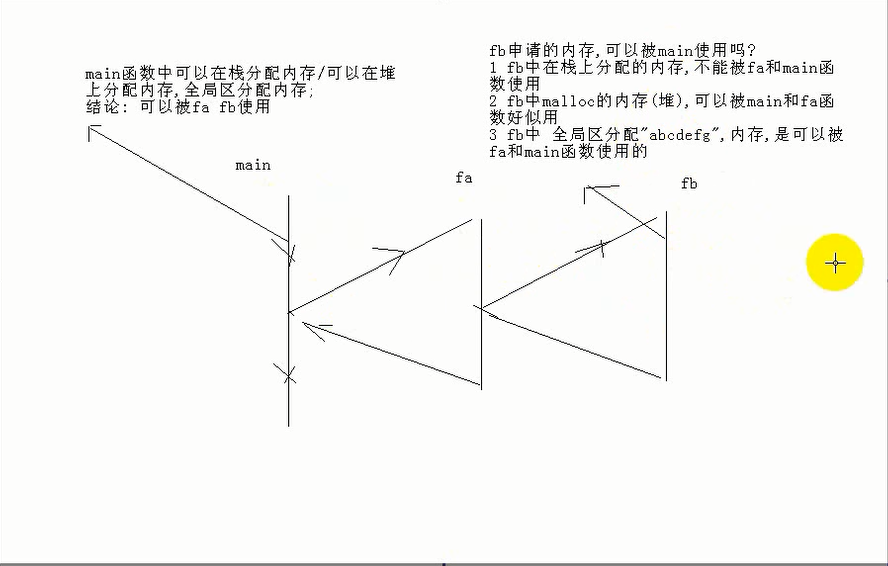 main函数中可以在栈分配内存/可以在堆
上分配内存,全局区分配内存;
结论: 可以被fa fb使用
fb申请的内存,可以被main使用吗?
1 fb中在栈上分配的内存,不能被fa和main函
数使用
2 fb中malloc的内存(堆),可以被main和fa函
数好似用
3 fb中 全局区分配"abcdefg",内存,是可以被
fa和main函数使用的
main
fa
fb